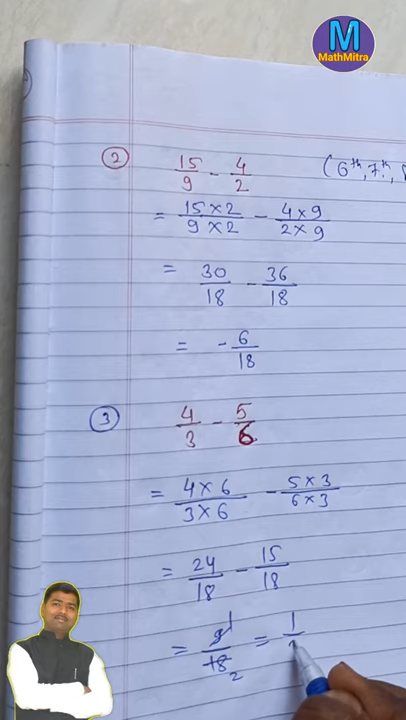 M
MathMitra
② 15/9 - 4/2 (6th, 7th,
= 15×2/9×2 - 4×9/2×9
= 30/18 - 36/18
= - 6/18
③ 4/3 - 5/6
= 4×6/3×6 - 5×3/6×3
= 24/18 - 15/18
= 9 1/18 2 = 1/